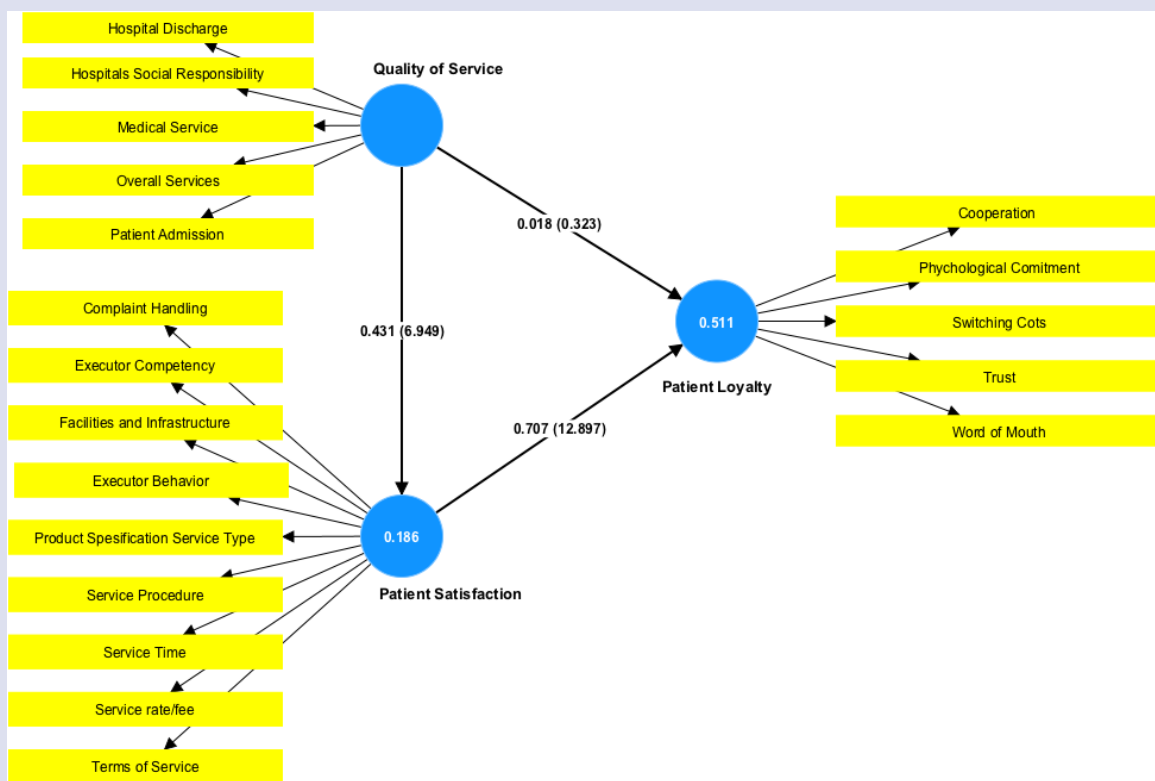 Hospital Discharge
Hospitals Social Responsibility
Medical Service
Overall Services
Patient Admission
Quality of Service
0.018 (0.323)
0.431 (6.949)
Complaint Handling
Executor Competency
Facilities and Infrastructure
Executor Behavior
Product Spesification Service Type
Service Procedure
Service Time
Service rate/fee
Terms of Service
0.186
Patient Satisfaction
0.707 (12.897)
0.511
Patient Loyalty
Cooperation
Phychological Comitment
Switching Cots
Trust
Word of Mouth